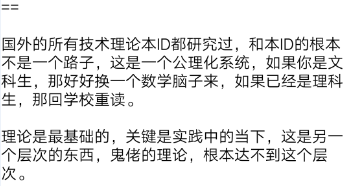 ==
国外的所有技术理论本ID都研究过，和本ID的根本
不是一个路子，这是一个公理化系统，如果你是文
科生，那好好换一个数学脑子来，如果已经是理科
生，那回学校重读。
理论是最基础的，关键是实践中的当下，这是另一
个层次的东西，鬼佬的理论，根本达不到这个层
次。